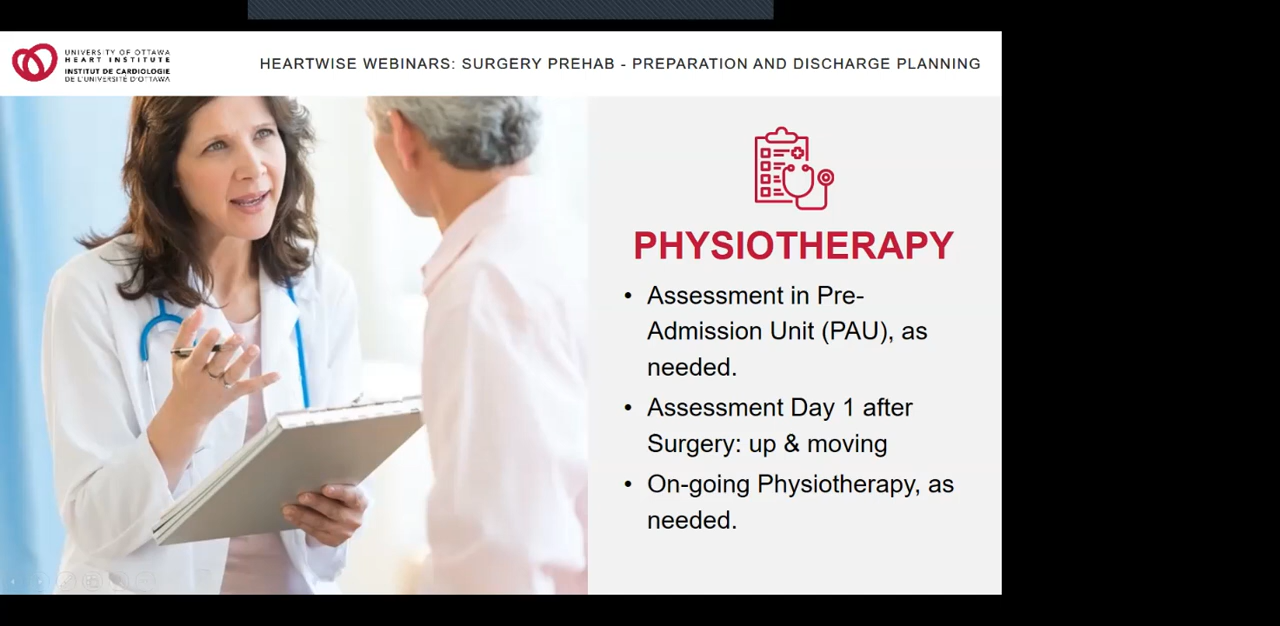 UNIVERSITY OF OTTAWA
HEART INSTITUTE
INSTITUT DE CARDIOLOGIE
DE L'UNIVERSITÉ D'OTTAWA
HEARTWISE WEBINARS: SURGERY PREHAB - PREPARATION AND DISCHARGE PLANNING
PHYSIOTHERAPY
• Assessment in Pre-
Admission Unit (PAU), as
needed.
• Assessment Day 1 after
Surgery: up & moving
• On-going Physiotherapy, as
needed.